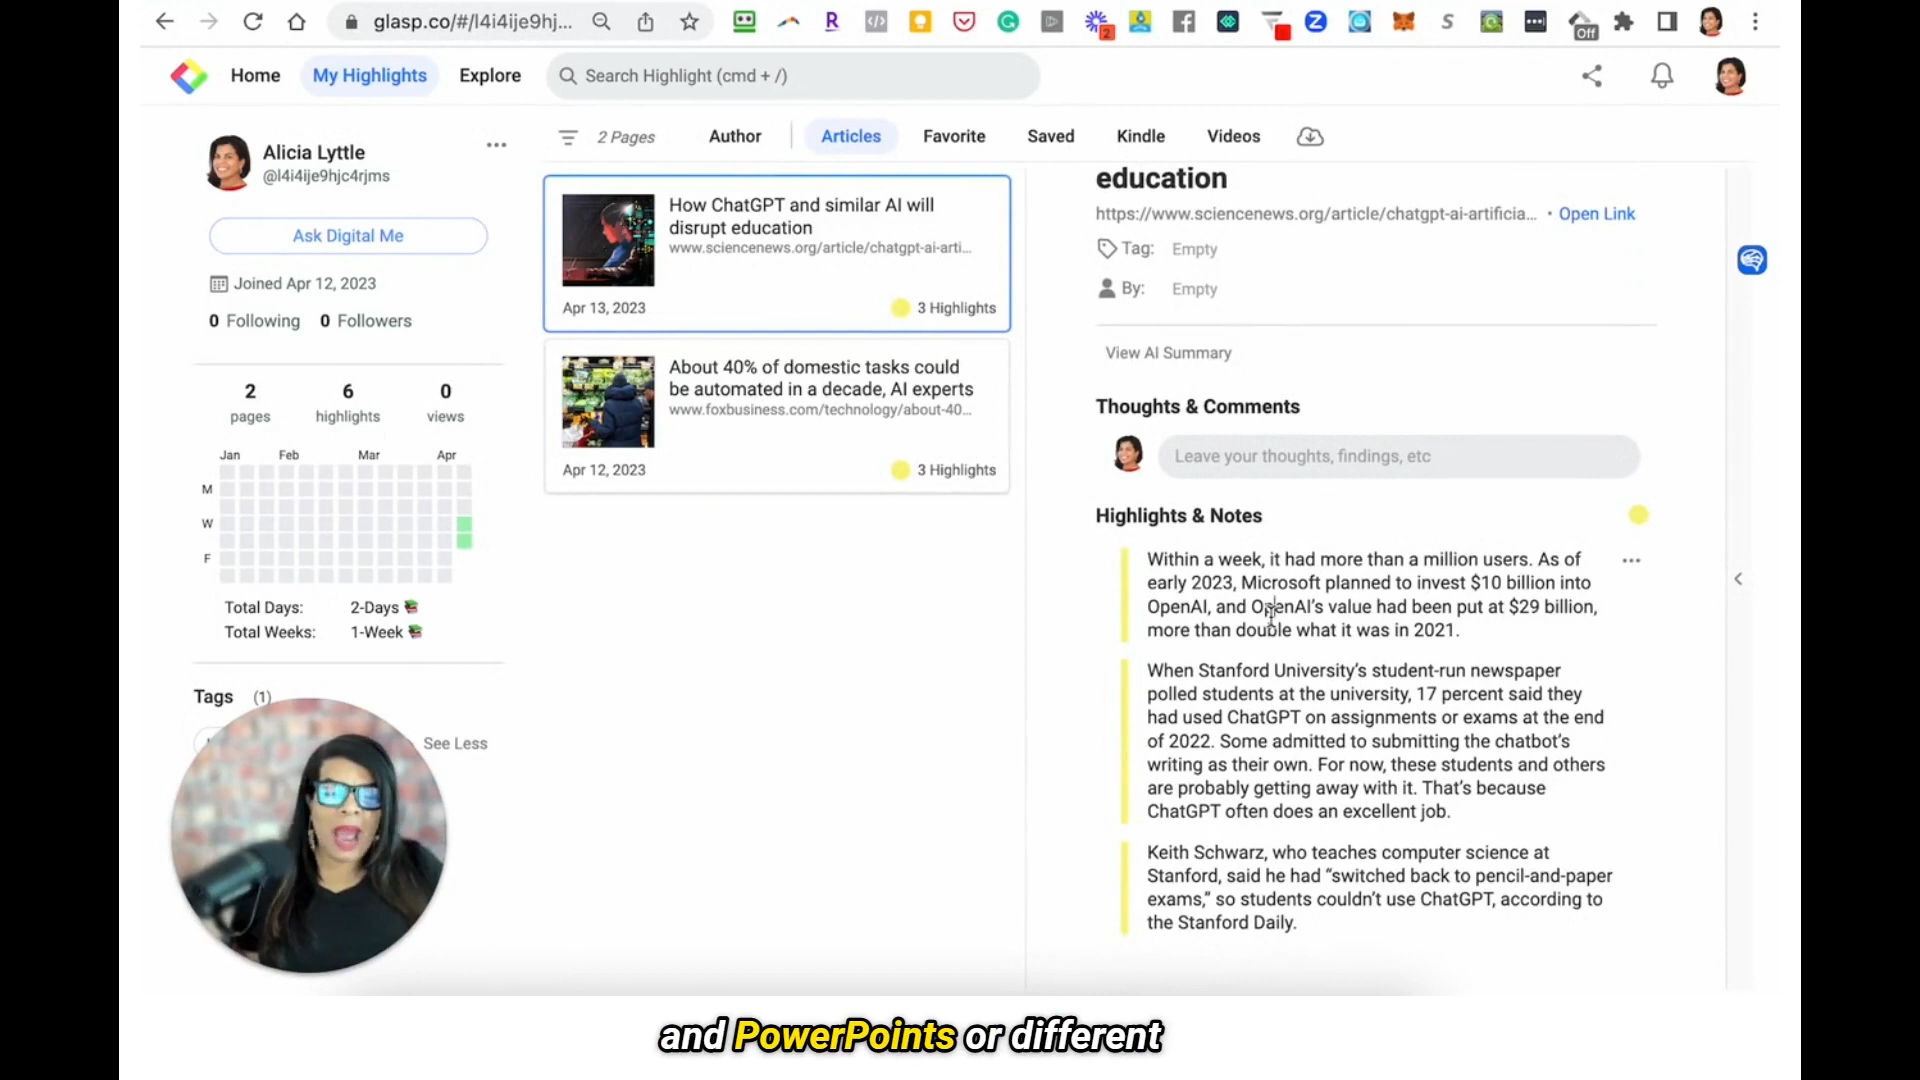 glasp.co/#/l4i4ije9hj...
2
Off
Home
My Highlights
Explore
Search Highlight (cmd + /)
Alicia Lyttle
@l4i4ije9hjc4rjms
Ask Digital Me
Joined Apr 12, 2023
0 Following 0 Followers
2 6 0
pages highlights views
Jan Feb Mar Apr
M
W
F
Total Days: 2-Days
Total Weeks: 1-Week
Tags (1)
See Less
2 Pages
Author
Articles
Favorite
Saved
Kindle
Videos
How ChatGPT and similar AI will
disrupt education
www.sciencenews.org/article/chatgpt-ai-arti...
Apr 13, 2023
3 Highlights
About 40% of domestic tasks could
be automated in a decade, AI experts
www.foxbusiness.com/technology/about-40...
Apr 12, 2023
3 Highlights
education
https://www.sciencenews.org/article/chatgpt-ai-artificia... • Open Link
Tag: Empty
By: Empty
View AI Summary
Thoughts & Comments
Leave your thoughts, findings, etc
Highlights & Notes
Within a week, it had more than a million users. As of
early 2023, Microsoft planned to invest $10 billion into
OpenAI, and OpenAI's value had been put at $29 billion,
more than double what it was in 2021.
When Stanford University's student-run newspaper
polled students at the university, 17 percent said they
had used ChatGPT on assignments or exams at the end
of 2022. Some admitted to submitting the chatbot's
writing as their own. For now, these students and others
are probably getting away with it. That's because
ChatGPT often does an excellent job.
Keith Schwarz, who teaches computer science at
Stanford, said he had “switched back to pencil-and-paper
exams,” so students couldn't use ChatGPT, according to
the Stanford Daily.
and PowerPoints or different